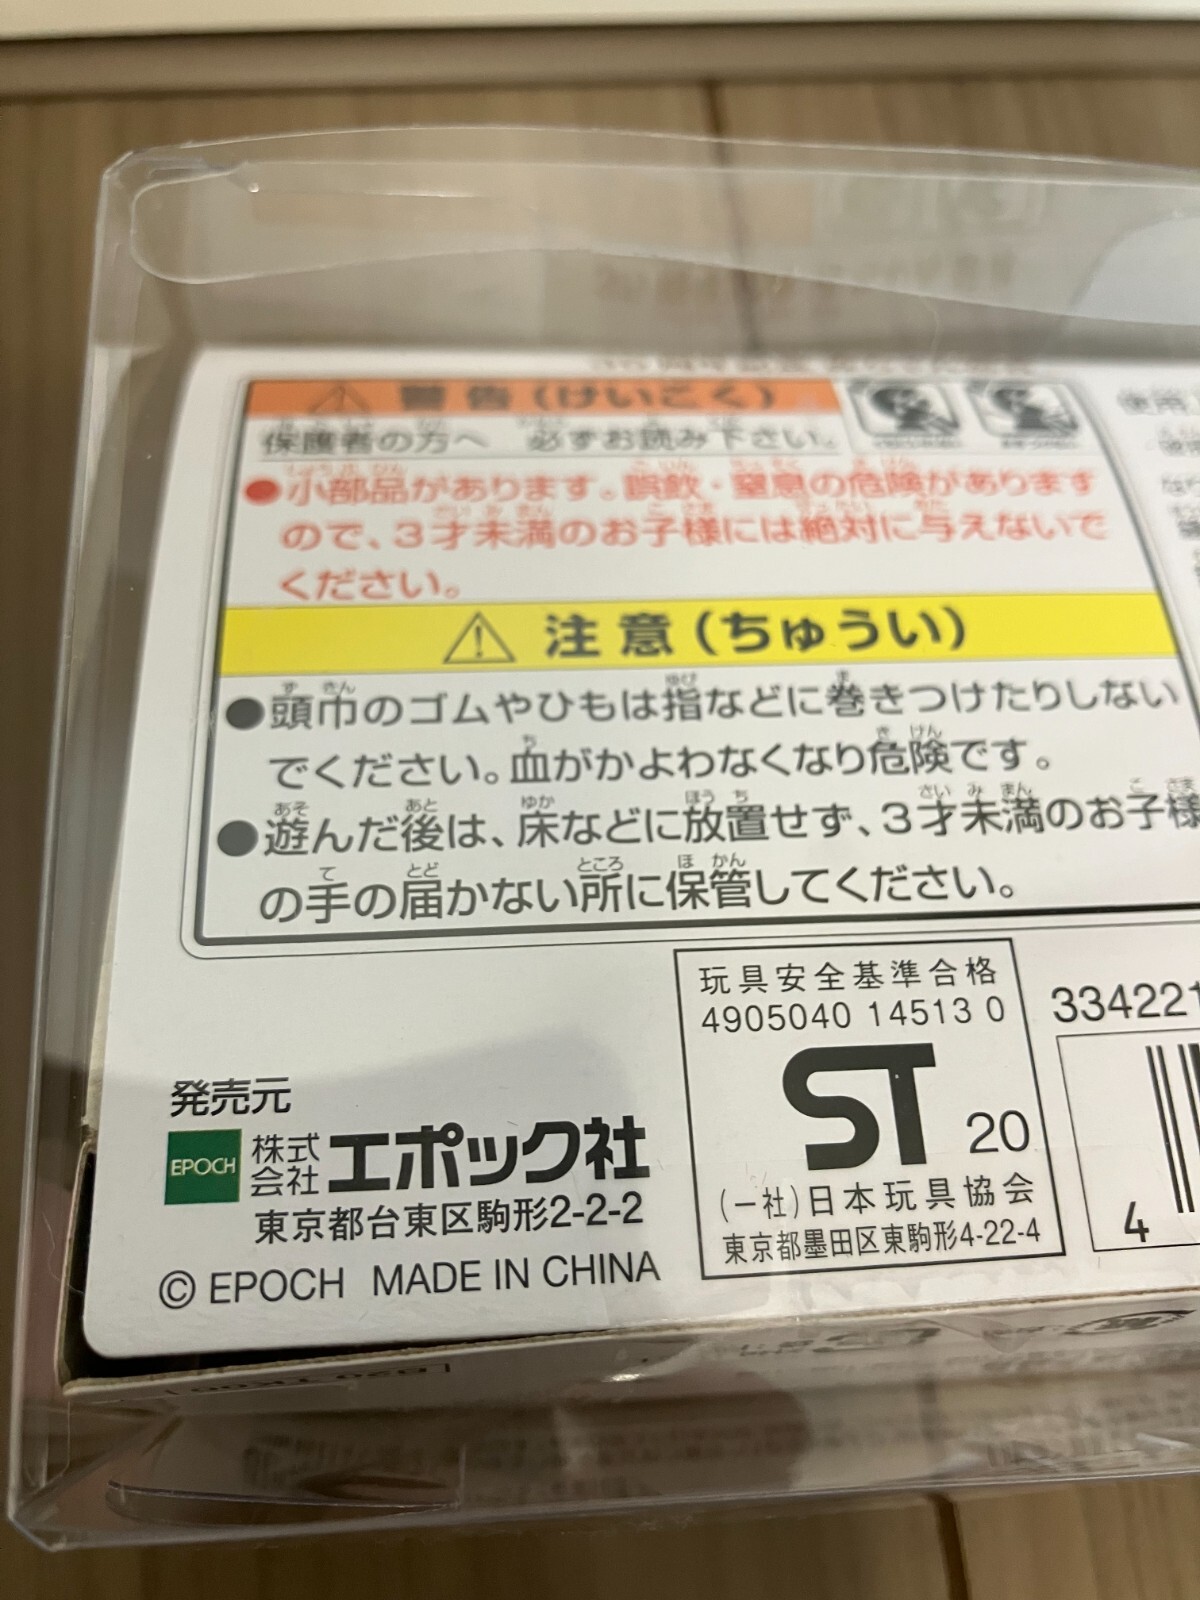 警告(けいこく)
保護者の方へ 必ずお読み下さい。
●小部品があります。誤飲・窒息の危険があります
ので、3才未満のお子様には絶対に与えないで
ください。
注意(ちゅうい)
●頭巾のゴムやひもは指などに巻きつけたりしない
でください。血がかよわなくなり危険です。
●遊んだ後は、床などに放置せず、3才未満のお子様
の手の届かない所に保管してください。
玩具安全基準合格
4905040 14513 0
ST 20
(一社)日本玩具協会
東京都墨田区東駒形4-22-4
334221
4
発売元
EPOCH 株式会社 エポック社
東京都台東区駒形2-2-2
© EPOCH MADE IN CHINA